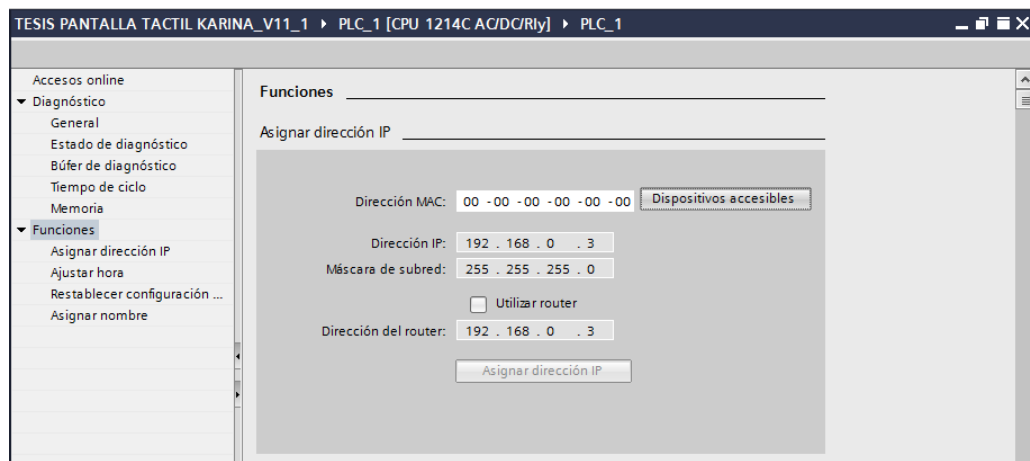 TESIS PANTALLA TACTIL KARINA_V11_1 ▸ PLC_1 [CPU 1214C AC/DC/Rly] ▸ PLC_1
Accesos online
Diagnóstico
General
Estado de diagnóstico
Búfer de diagnóstico
Tiempo de ciclo
Memoria
Funciones
Asignar dirección IP
Ajustar hora
Restablecer configuración ...
Asignar nombre
Funciones
Asignar dirección IP
Dirección MAC: 00 -00 -00 -00 -00 -00 Dispositivos accesibles
Dirección IP: 192 . 168 . 0 . 3
Máscara de subred: 255 . 255 . 255 . 0
Utilizar router
Dirección del router: 192 . 168 . 0 . 3
Asignar dirección IP